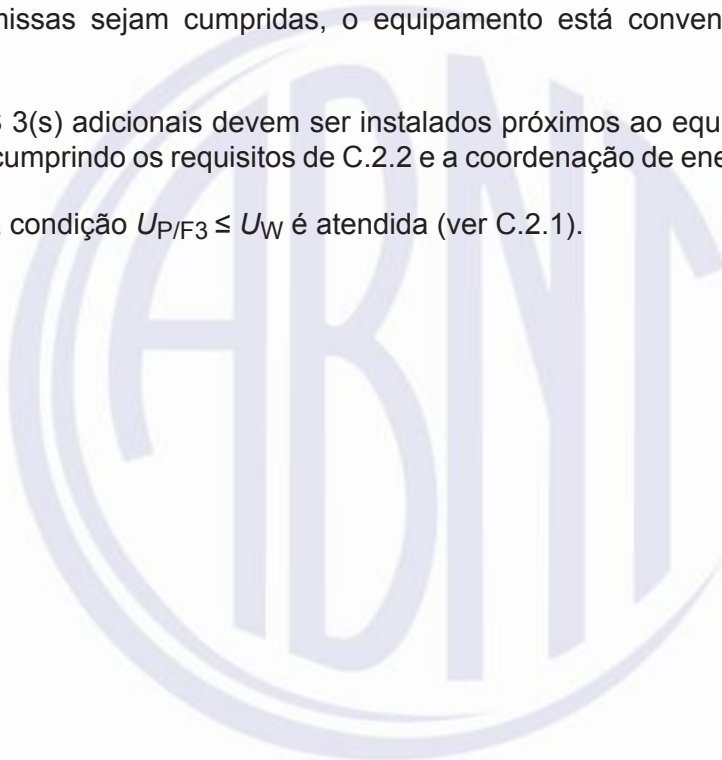 missas sejam cumpridas, o equipamento está conven
3(s) adicionais devem ser instalados próximos ao equ
cumprindo os requisitos de C.2.2 e a coordenação de ene
condição UP/F3 ≤ UW é atendida (ver C.2.1).
ABNT